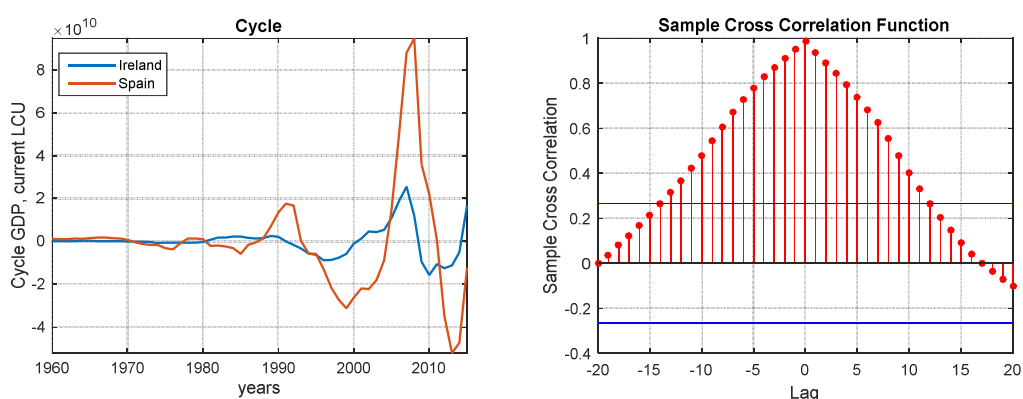 Cycle
×10^10
Ireland
Spain
8
6
4
2
0
-2
-4
Cycle GDP, current LCU
1960 1970 1980 1990 2000 2010
years
Sample Cross Correlation Function
1
0.8
0.6
0.4
0.2
0
-0.2
-0.4
Sample Cross Correlation
-20 -15 -10 -5 0 5 10 15 20
Lag